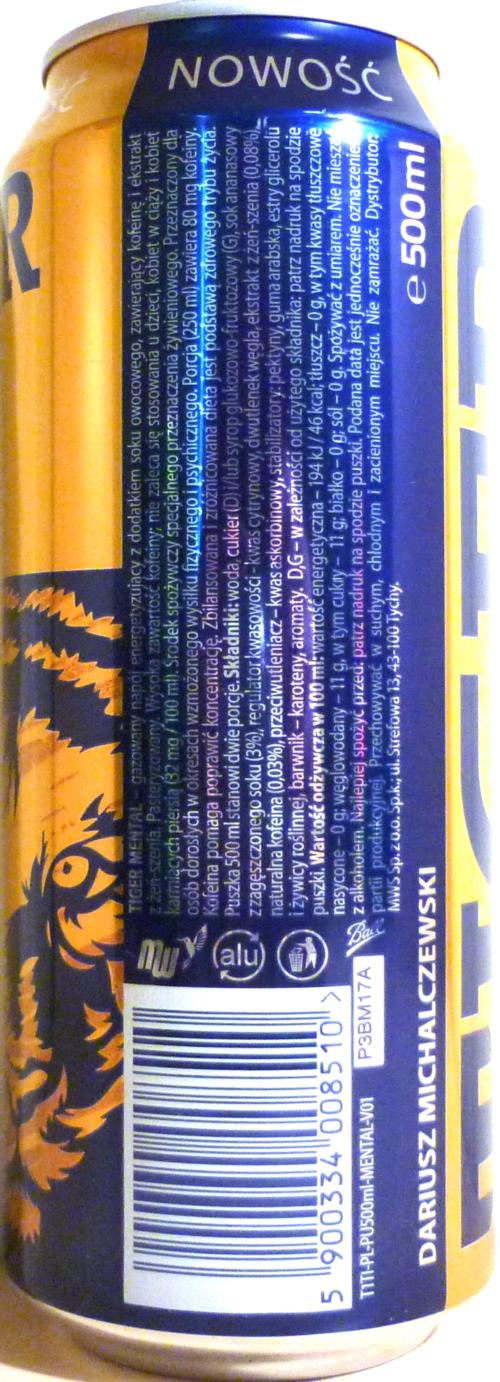 NOWOŚĆ
TIGER MENTAL – gazowany napój energetyzujący z dodatkiem soku owocowego, zawierający kofeinę i ekstrakt
z żeń-szenia. Pasteryzowany. Wysoka zawartość kofeiny, nie zaleca się stosowania u dzieci, kobiet w ciąży i kobiet
karmiących piersią (32 mg / 100 ml). Środek spożywczy specjalnego przeznaczenia żywieniowego. Przeznaczony dla
osób dorosłych w okresach wzmożonego wysiłku fizycznego i psychicznego. Porcja (250 ml) zawiera 80 mg kofeiny.
Kofeina pomaga poprawić koncentrację. Zbilansowana i zróżnicowana dieta jest podstawą zdrowego trybu życia.
Puszka 500 ml stanowi dwie porcje. Składniki: woda, cukier (D) i/lub syrop glukozowo-fruktozowy (G), sok ananasowy
z zagęszczonego soku (3%), regulator kwasowości - kwas cytrynowy, dwutlenek węgla, ekstrakt z żeń-szenia (0,08%),
naturalna kofeina (0,03%), przeciwutleniacz – kwas askorbinowy, stabilizatory: pektyny, guma arabska, estry glicerolu
i żywicy roślinnej, barwnik – karoteny, aromaty. D,G – w zależności od użytego składnika: patrz nadruk na spodzie
puszki. Wartość odżywcza w 100 ml: wartość energetyczna – 194 kJ / 46 kcal; tłuszcz – 0 g, w tym kwasy tłuszczowe
nasycone – 0 g; węglowodany – 11 g, w tym cukry – 11 g; białko – 0 g; sól – 0 g. Spożywać z umiarem. Nie mieszać
z alkoholem. Najlepiej spożyć przed: patrz nadruk na spodzie puszki. Podana data jest jednocześnie oznaczeniem
partii produkcyjnej. Przechowywać w suchym, chłodnym i zacienionym miejscu. Nie zamrażać. Dystrybutor:
MWS Sp. z o.o. Sp.k., ul. Strefowa 13, 43-100 Tychy.
℮ 500 ml
MW
alu
Ball
P3BM17A
5 900334 008510 >
TITI-PL-PU500ml-MENTAL-V01
DARIUSZ MICHALCZEWSKI
R